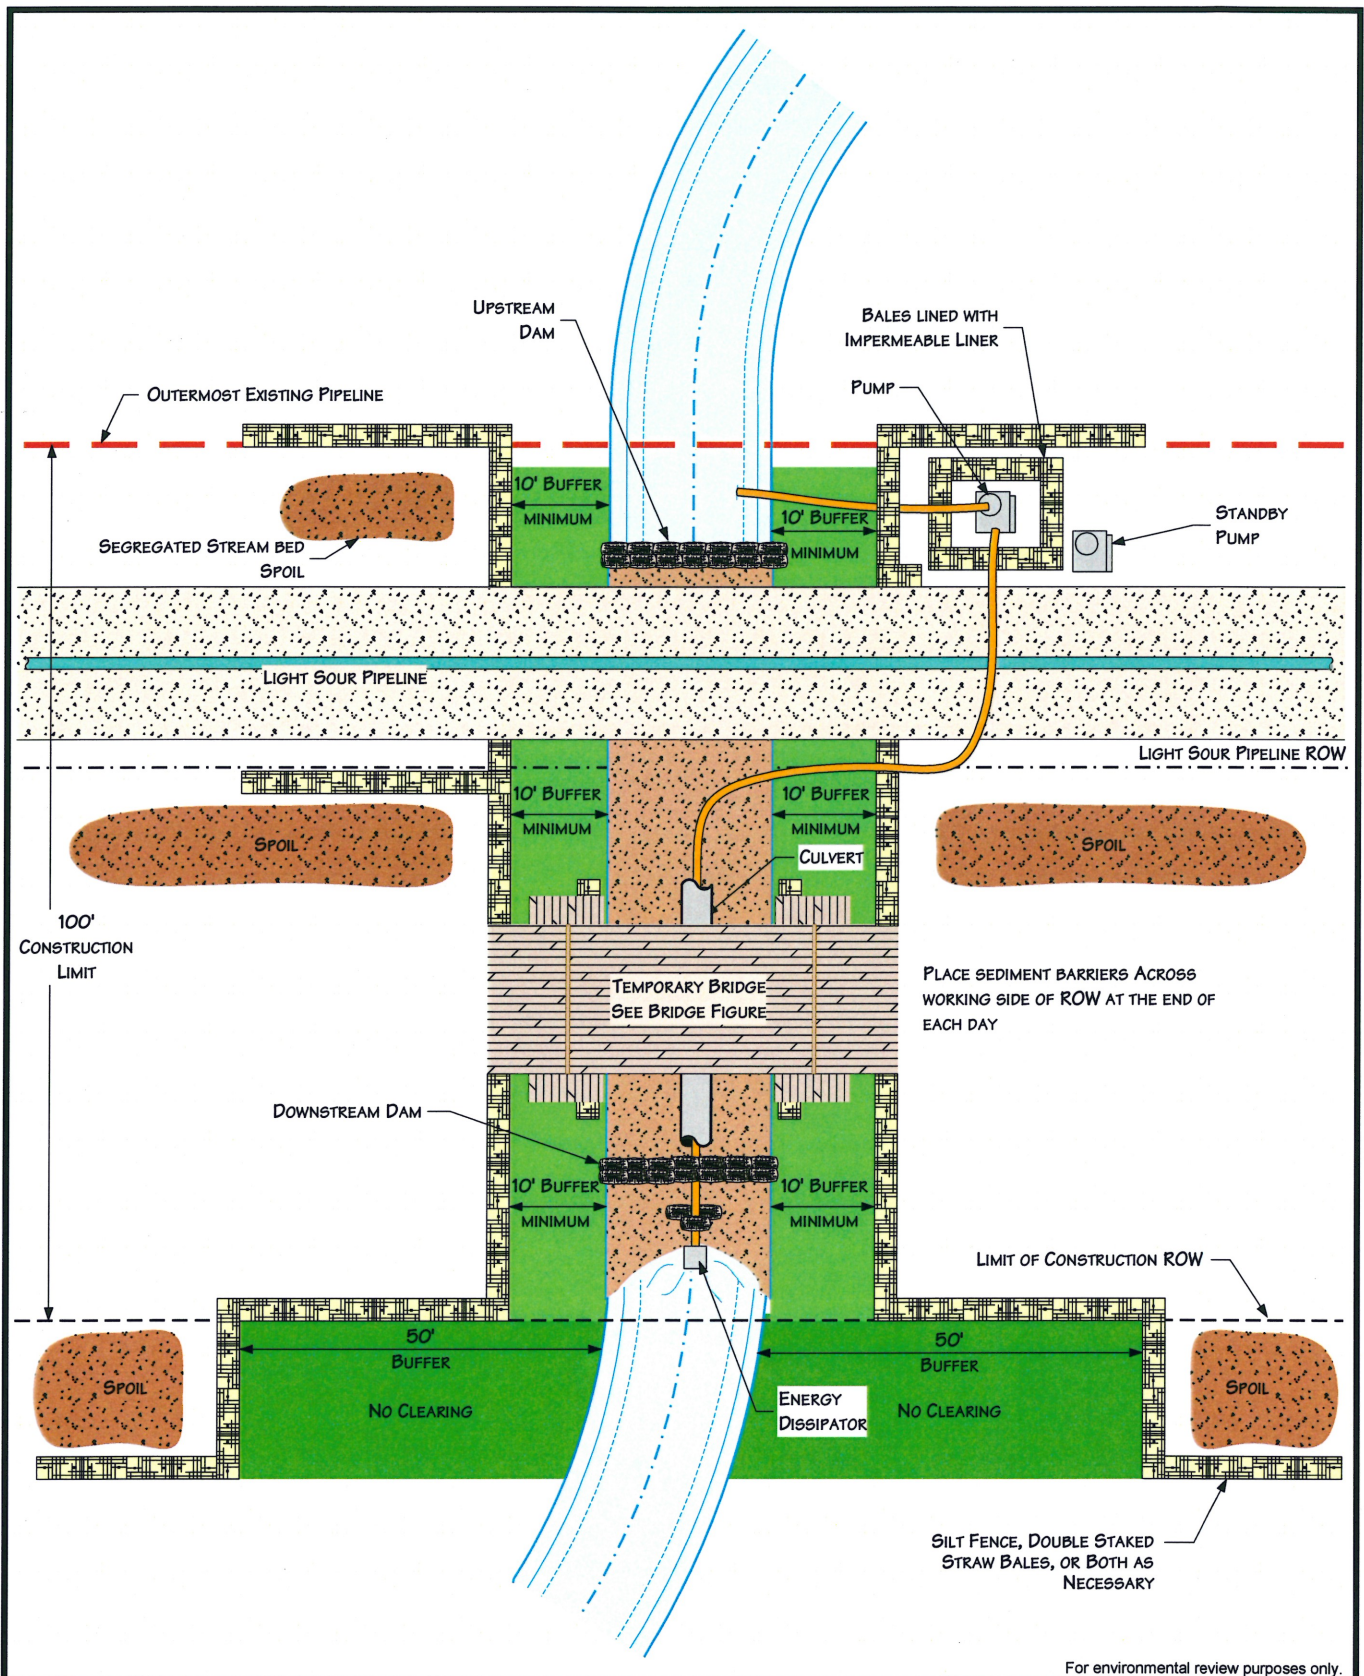 UPSTREAM
DAM
BALES LINED WITH
IMPERMEABLE LINER
PUMP
OUTERMOST EXISTING PIPELINE
10' BUFFER
MINIMUM
10' BUFFER
MINIMUM
STANDBY
PUMP
SEGREGATED STREAM BED
SPOIL
LIGHT SOUR PIPELINE
LIGHT SOUR PIPELINE ROW
10' BUFFER
MINIMUM
10' BUFFER
MINIMUM
SPOIL
SPOIL
CULVERT
100'
CONSTRUCTION
LIMIT
TEMPORARY BRIDGE
SEE BRIDGE FIGURE
PLACE SEDIMENT BARRIERS ACROSS
WORKING SIDE OF ROW AT THE END OF
EACH DAY
DOWNSTREAM DAM
10' BUFFER
MINIMUM
10' BUFFER
MINIMUM
LIMIT OF CONSTRUCTION ROW
50'
BUFFER
50'
BUFFER
SPOIL
SPOIL
NO CLEARING
NO CLEARING
ENERGY
DISSIPATOR
SILT FENCE, DOUBLE STAKED
STRAW BALES, OR BOTH AS
NECESSARY
For environmental review purposes only.